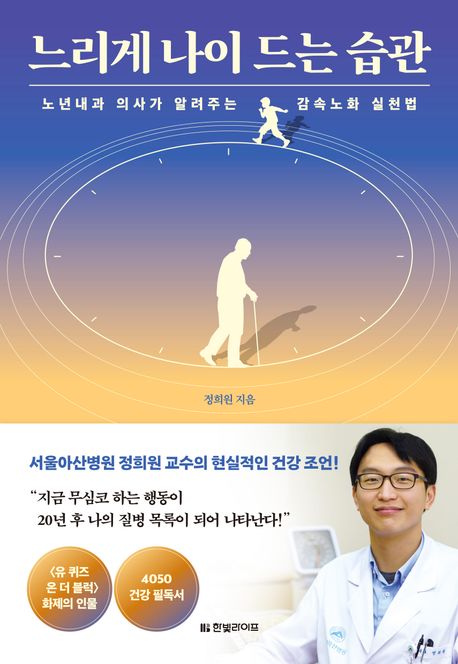 느리게 나이 드는 습관
노년내과 의사가 알려주는 감속노화 실천법
정희원 지음
서울아산병원 정희원 교수의 현실적인 건강 조언!
“지금 무심코 하는 행동이
20년 후 나의 질병 목록이 되어 나타난다!”
〈유 퀴즈
온 더 블럭〉
화제의 인물
4050
건강 필독서
한빛라이프